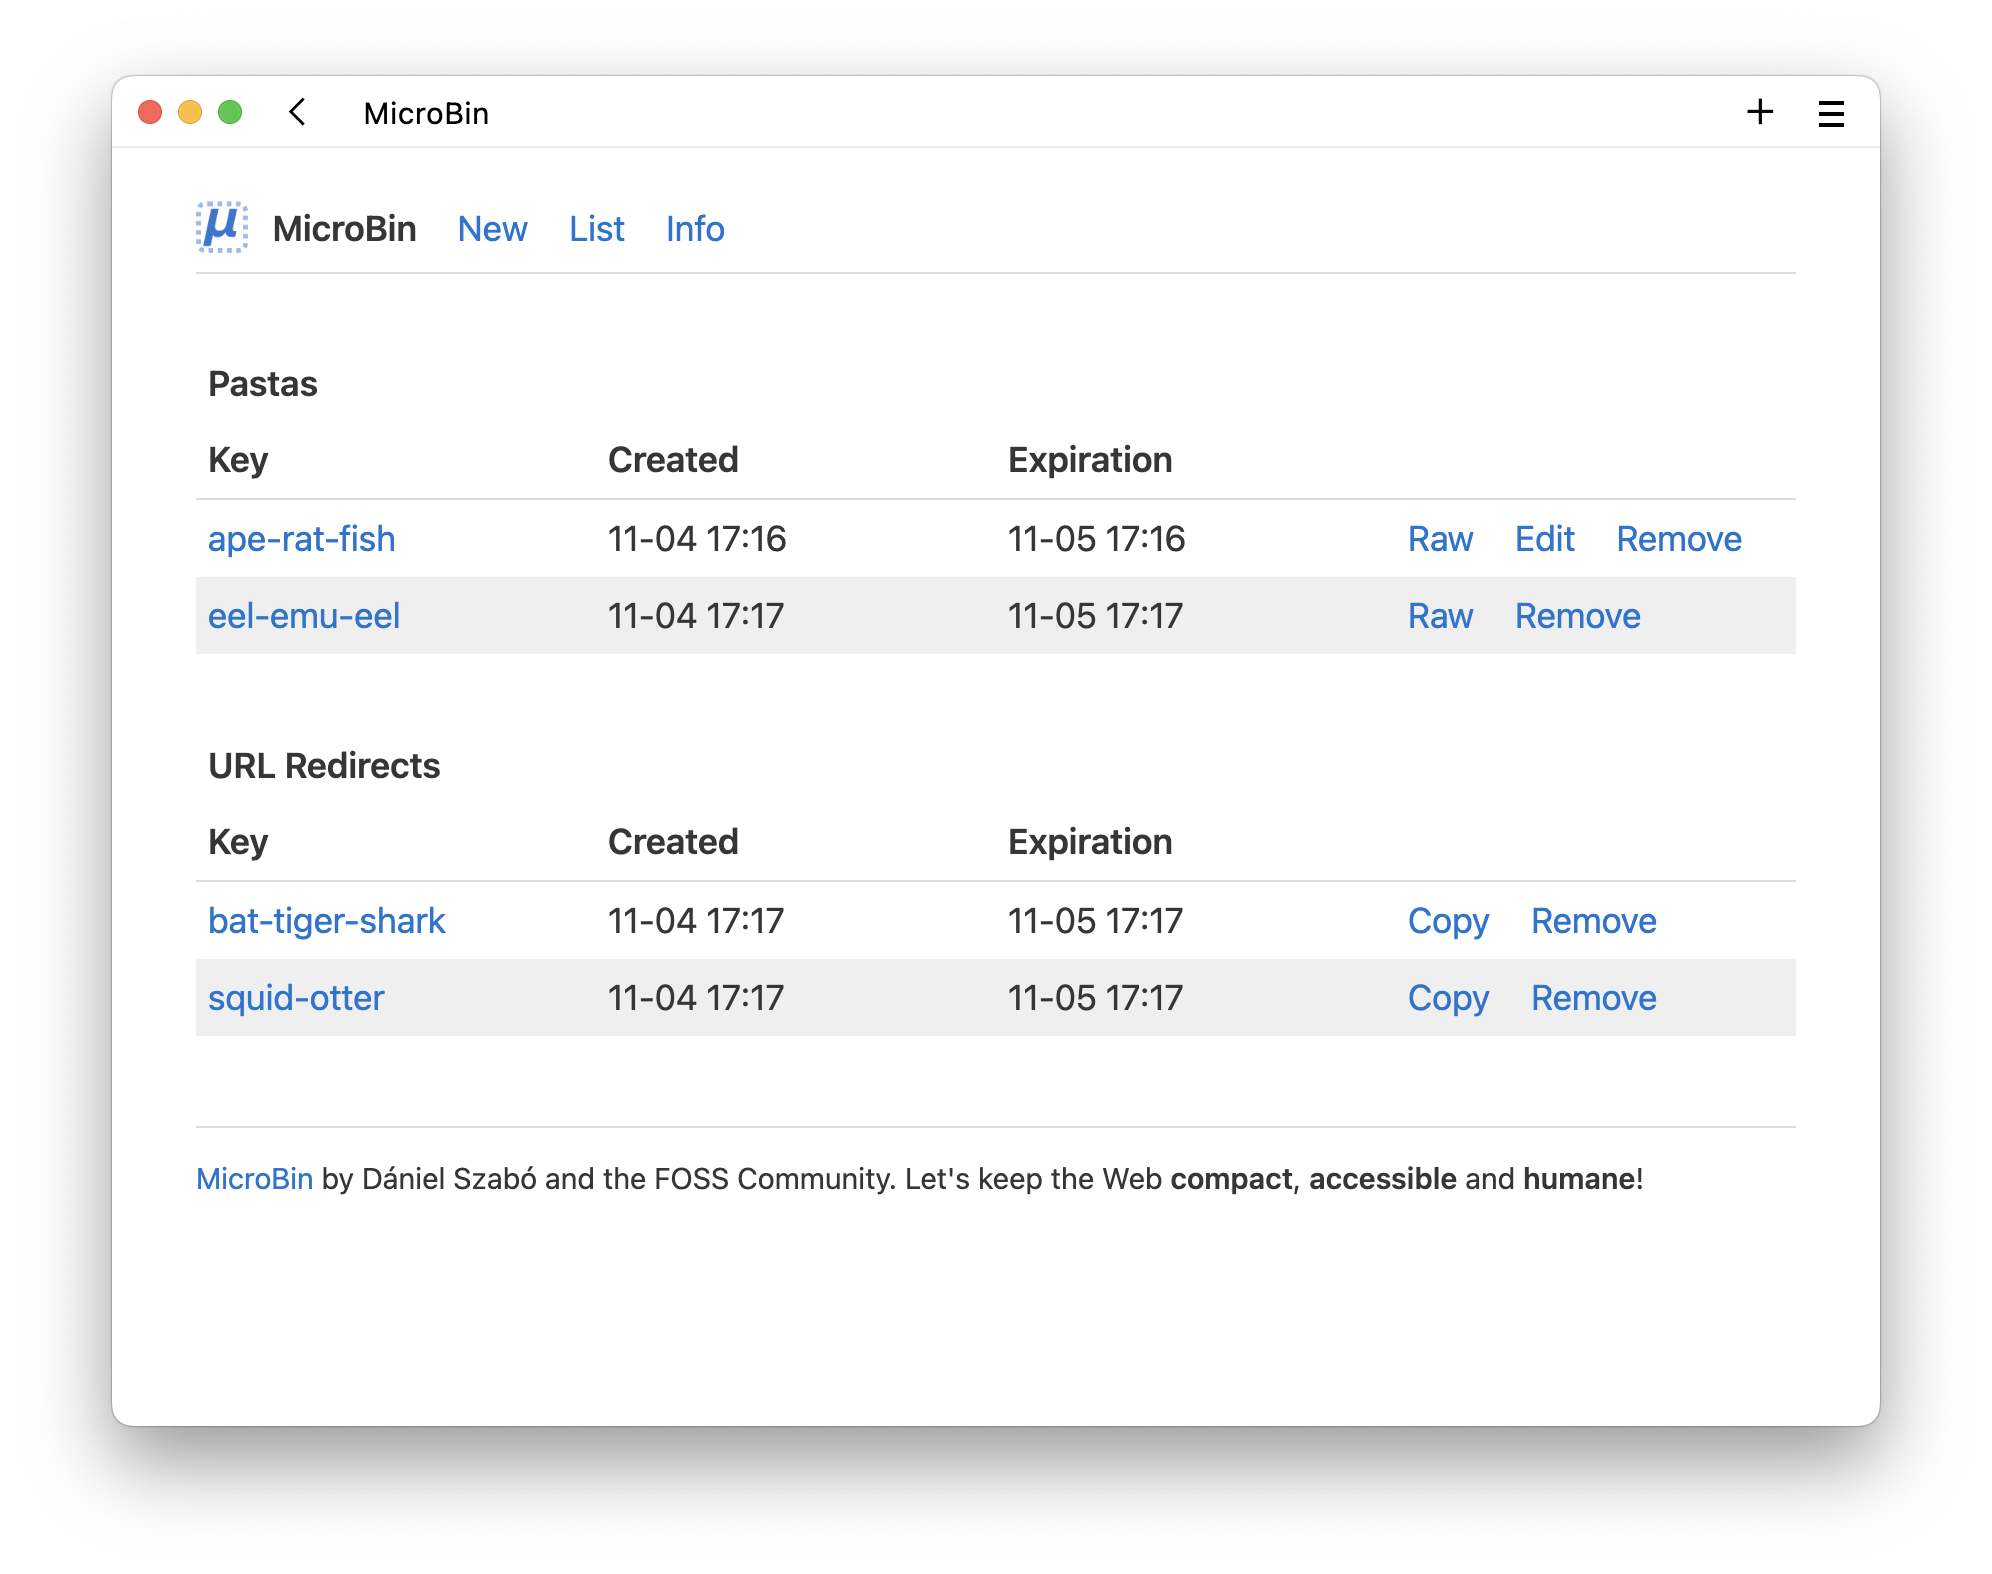 MicroBin
µ MicroBin New List Info
Pastas
Key Created Expiration
ape-rat-fish 11-04 17:16 11-05 17:16 Raw Edit Remove
eel-emu-eel 11-04 17:17 11-05 17:17 Raw Remove
URL Redirects
Key Created Expiration
bat-tiger-shark 11-04 17:17 11-05 17:17 Copy Remove
squid-otter 11-04 17:17 11-05 17:17 Copy Remove
MicroBin by Dániel Szabó and the FOSS Community. Let's keep the Web compact, accessible and humane!